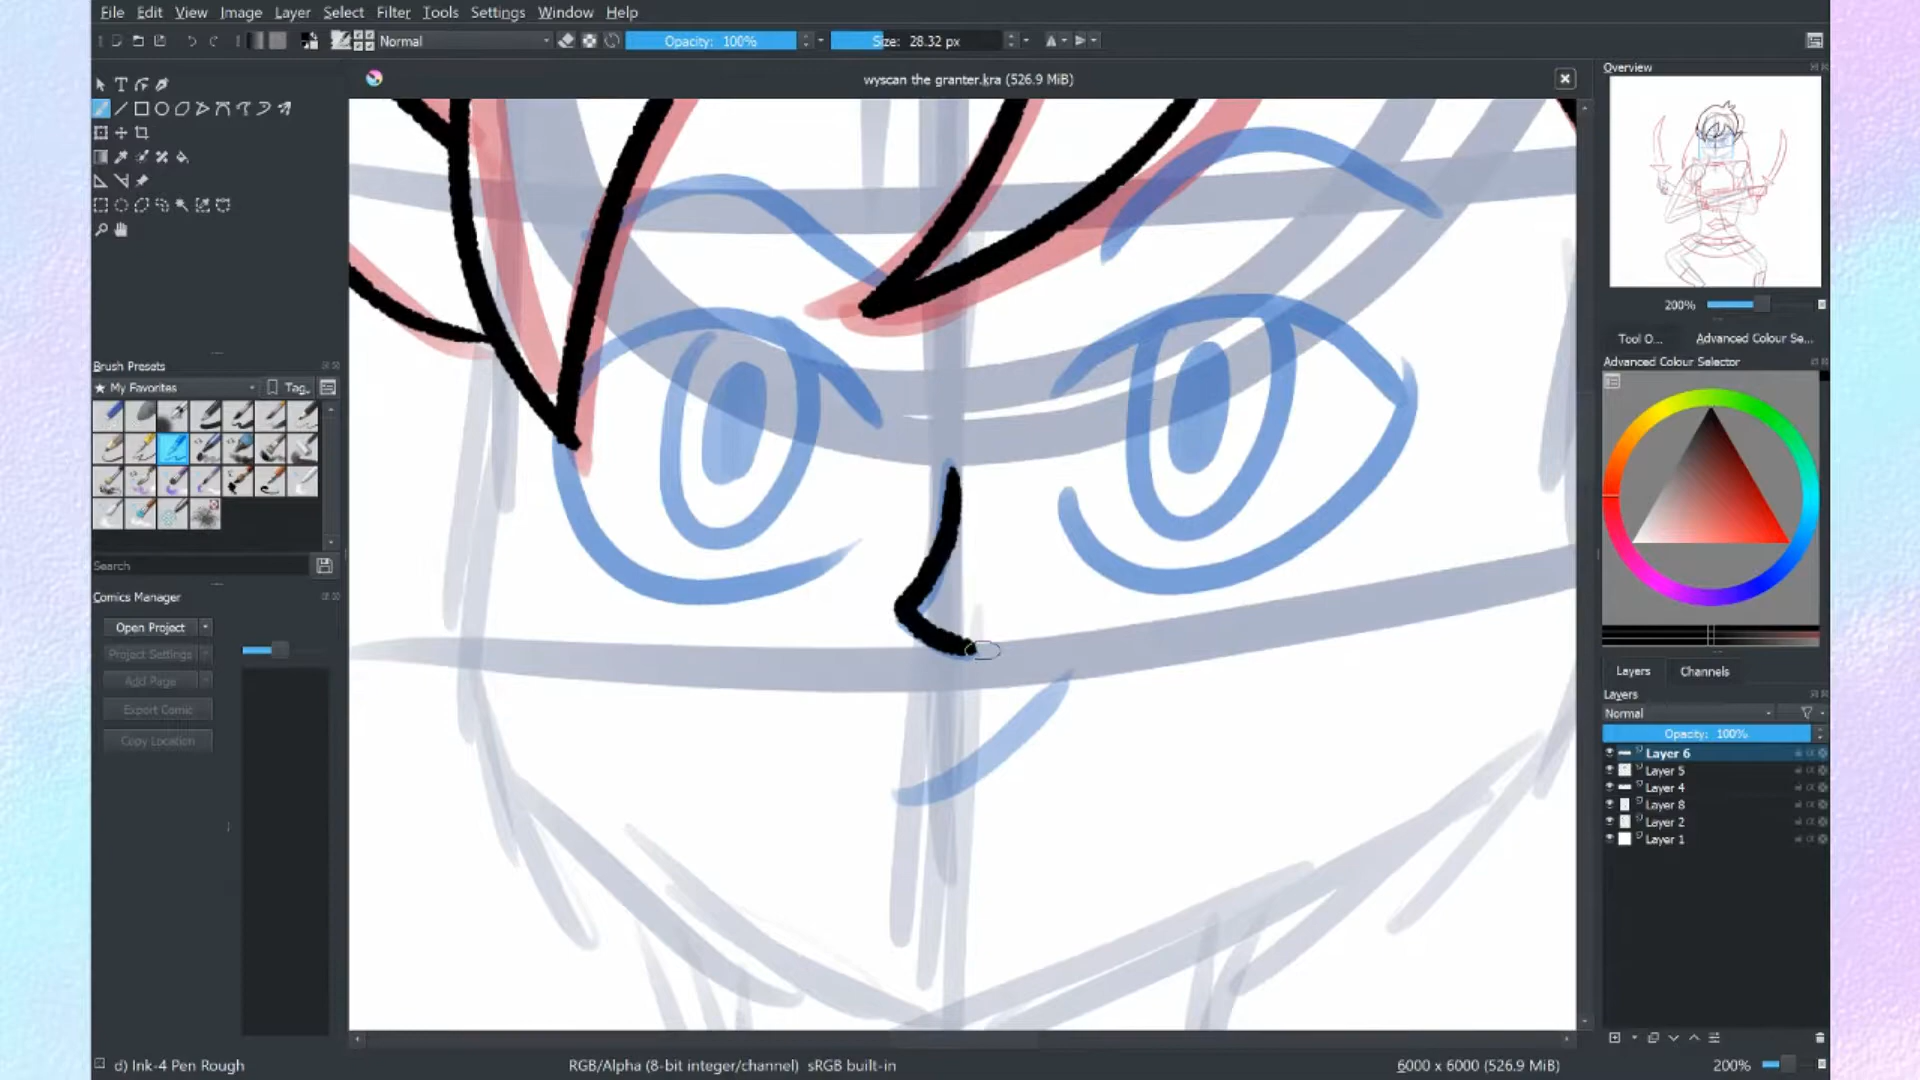 File Edit View Image Layer Select Filter Tools Settings Window Help
Normal Opacity: 100% Size: 28.32 px
wyscan the granter.kra (526.9 MiB)
Overview
200%
Tool O... Advanced Colour Se...
Advanced Colour Selector
Brush Presets
★ My Favorites Tag
Search
Comics Manager
Open Project
Project Settings
Add Page
Export Comic
Copy Location
Layers Channels
Layers
Normal
Opacity: 100%
Layer 6
Layer 5
Layer 4
Layer 8
Layer 2
Layer 1
d) Ink-4 Pen Rough RGB/Alpha (8-bit integer/channel) sRGB built-in 6000 x 6000 (526.9 MiB) 200%